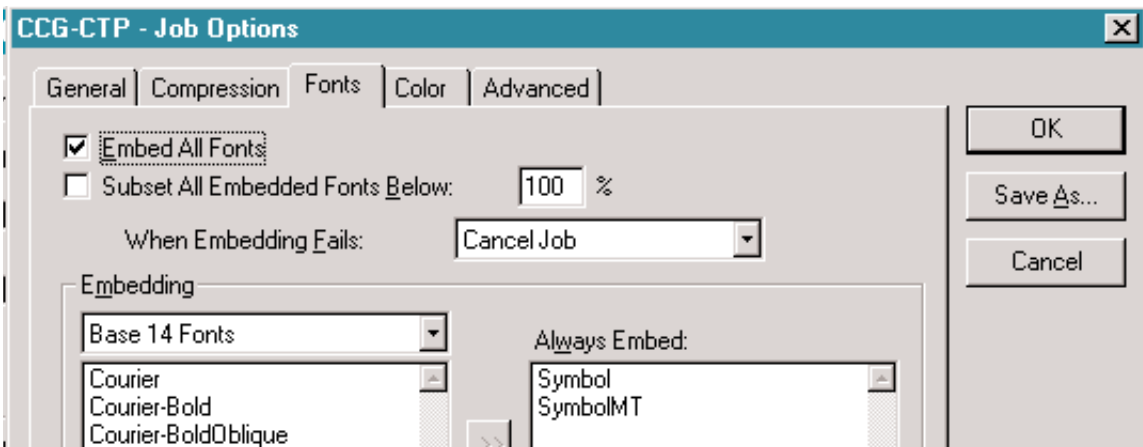 CCG-CTP - Job Options
General Compression Fonts Color Advanced
Embed All Fonts
Subset All Embedded Fonts Below: 100 %
When Embedding Fails: Cancel Job
OK
Save As...
Cancel
Embedding
Base 14 Fonts
Courier
Courier-Bold
Courier-BoldOblique
>>
Always Embed:
Symbol
SymbolMT